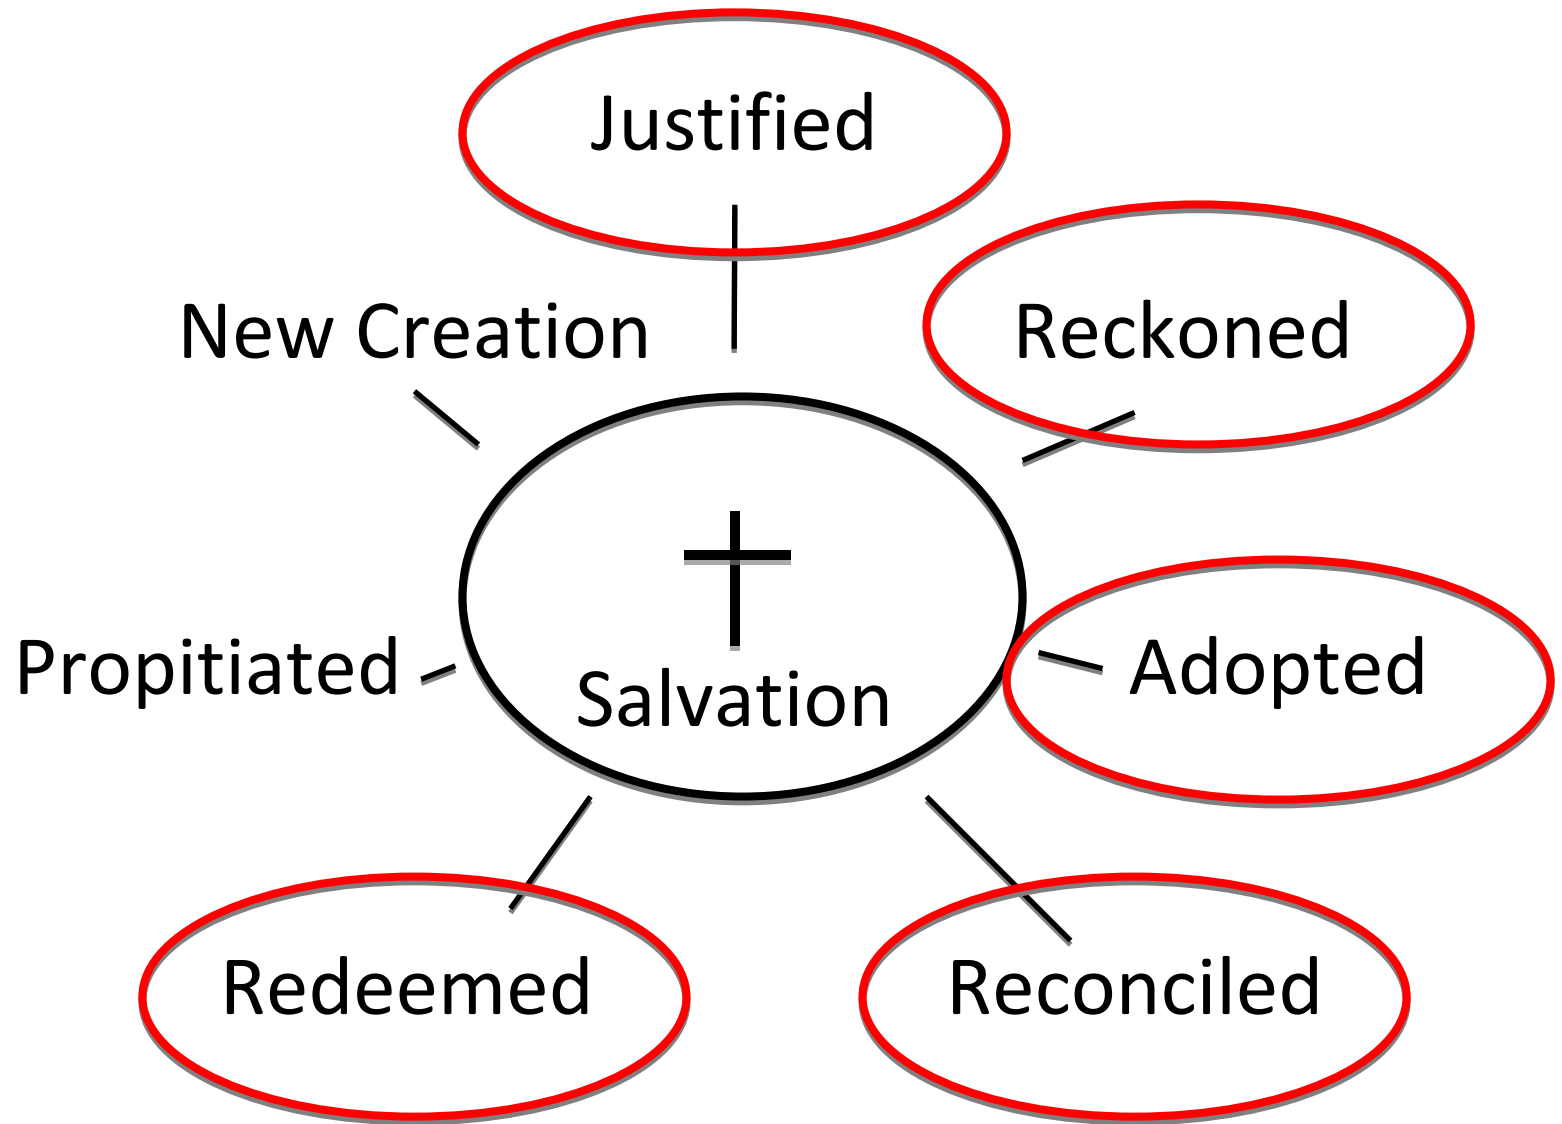 Justified
New Creation
Reckoned
Propitiated
Salvation
Adopted
Redeemed
Reconciled